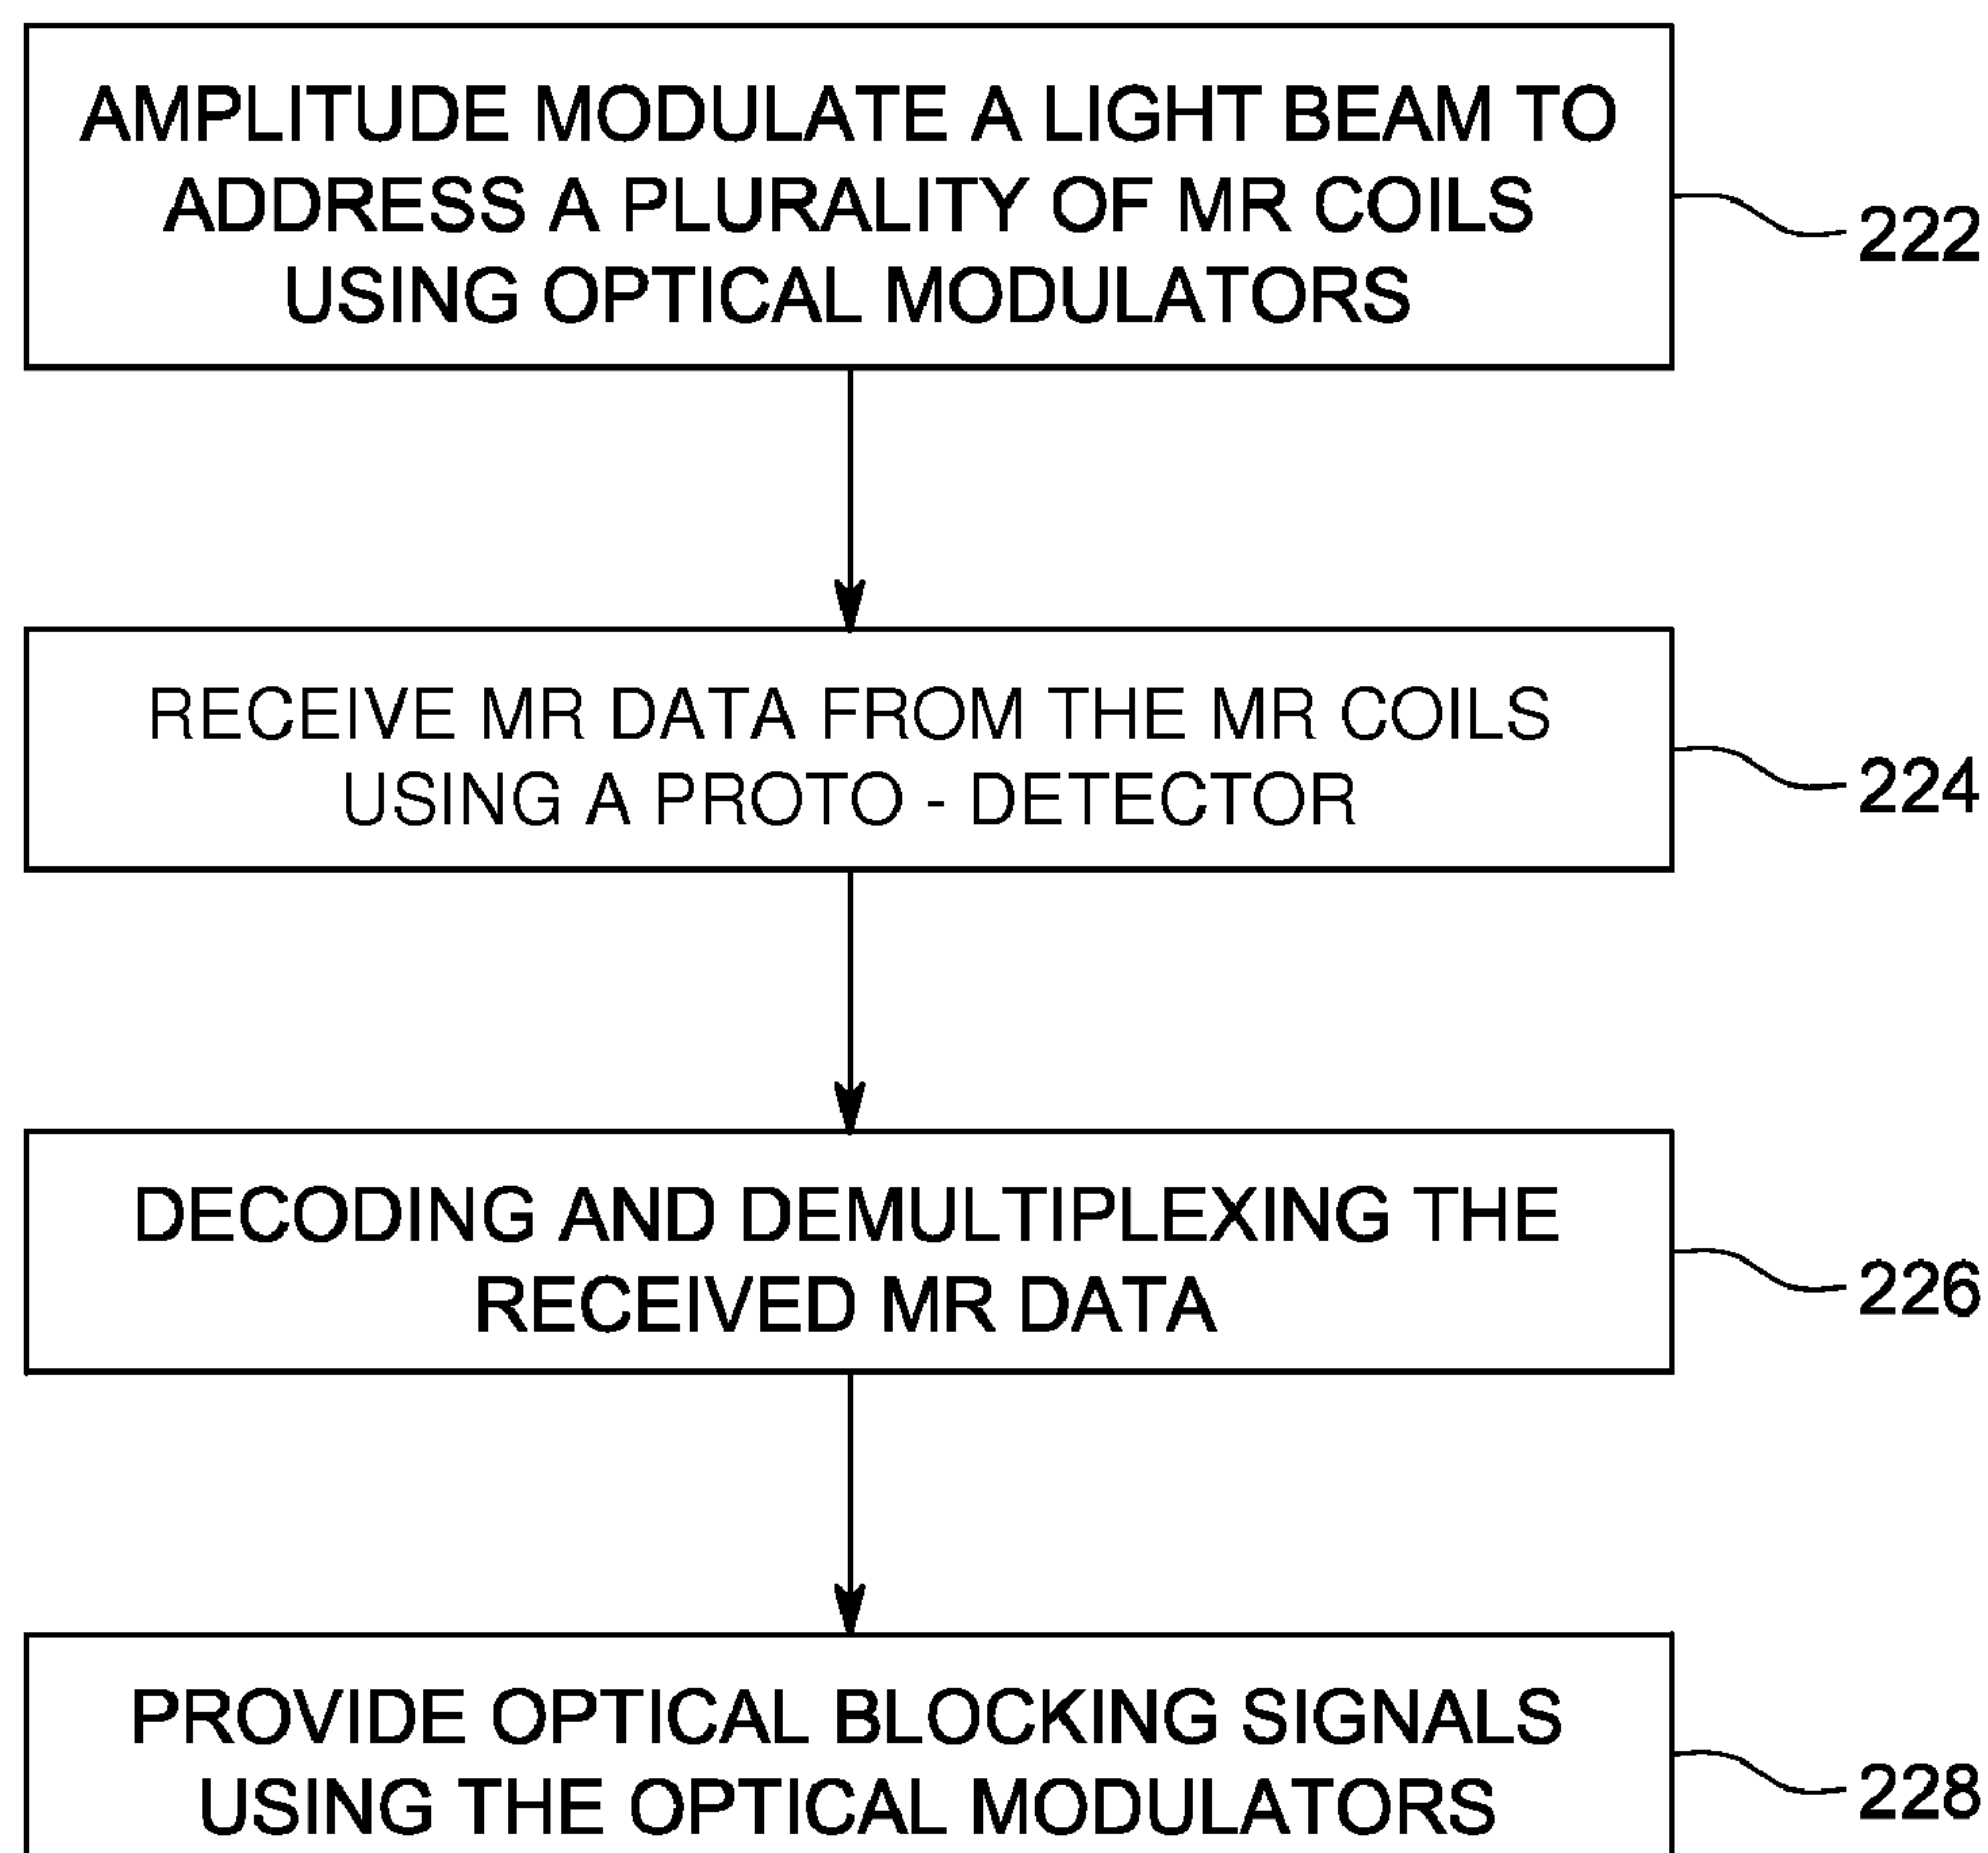 AMPLITUDE MODULATE A LIGHT BEAM TO
ADDRESS A PLURALITY OF MR COILS
USING OPTICAL MODULATORS
222
RECEIVE MR DATA FROM THE MR COILS
USING A PROTO - DETECTOR
224
DECODING AND DEMULTIPLEXING THE
RECEIVED MR DATA
226
PROVIDE OPTICAL BLOCKING SIGNALS
USING THE OPTICAL MODULATORS
228